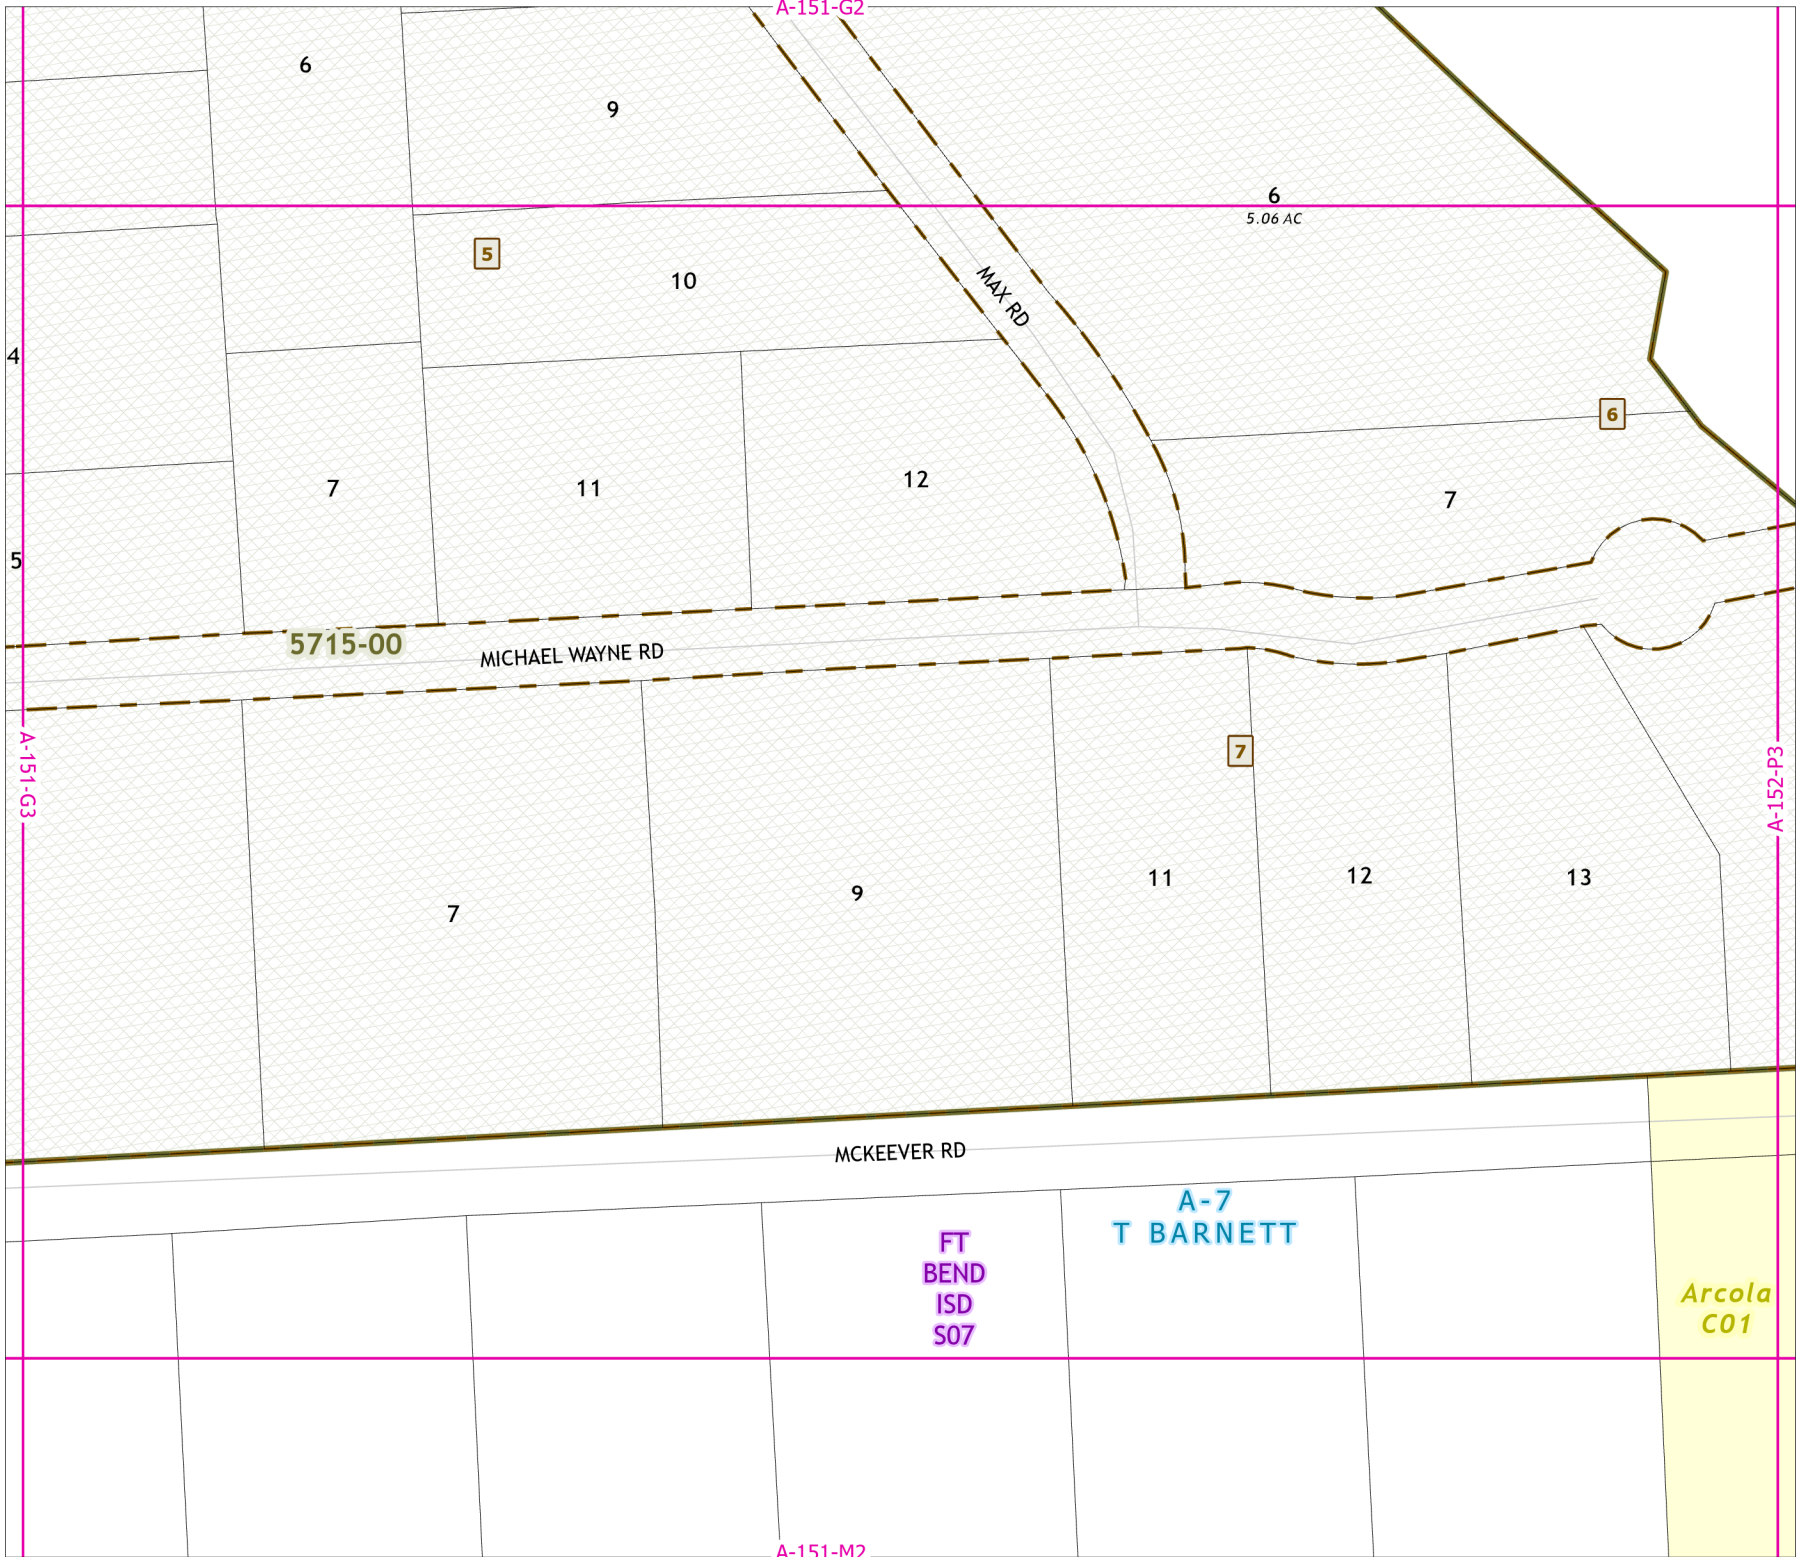 A-151-G2
6
9
6
5.06 AC
5
10
MAX RD
4
6
7
11
12
7
5
5715-00
MICHAEL WAYNE RD
A-151-G3
7
A-152-P3
7
9
11
12
13
MCKEEVER RD
A-7
T BARNETT
FT
BEND
ISD
S07
Arcola
C01
A-151-M2